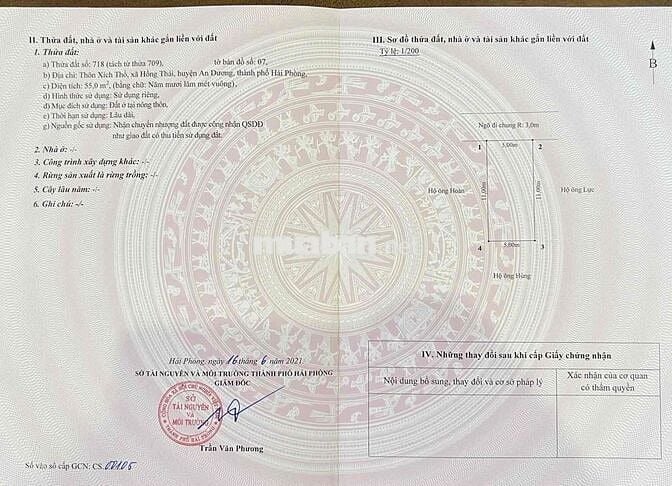 II. Thửa đất, nhà ở và tài sản khác gắn liền với đất
1. Thửa đất:
a) Thửa đất số: 718 (tách từ thửa 709), tờ bản đồ số: 07,
b) Địa chỉ: Thôn Xích Thổ, xã Hồng Thái, huyện An Dương, thành phố Hải Phòng,
c) Diện tích: 55,0 m², (bằng chữ: Năm mươi lăm mét vuông),
d) Hình thức sử dụng: Sử dụng riêng,
đ) Mục đích sử dụng: Đất ở tại nông thôn,
e) Thời hạn sử dụng: Lâu dài,
g) Nguồn gốc sử dụng: Nhận chuyển nhượng đất được công nhận QSDĐ
như giao đất có thu tiền sử dụng đất.
2. Nhà ở: -/-
3. Công trình xây dựng khác: -/-
4. Rừng sản xuất là rừng trồng: -/-
5. Cây lâu năm: -/-
6. Ghi chú: -/-
Hải Phòng, ngày 16 tháng 6 năm 2021
SỞ TÀI NGUYÊN VÀ MÔI TRƯỜNG THÀNH PHỐ HẢI PHÒNG
GIÁM ĐỐC
SỞ
TÀI NGUYÊN
VÀ
MÔI TRƯỜNG
THÀNH PHỐ HẢI PHÒNG
Trần Văn Phương
Số vào sổ cấp GCN: CS 00105
III. Sơ đồ thửa đất, nhà ở và tài sản khác gắn liền với đất
Tỷ lệ: 1/200
B
Ngõ đi chung R: 3,0m
1 5,00m 2
Hộ ông Hoàn
11,00m
11,00m
Hộ ông Lực
4 5,00m 3
Hộ ông Hùng
muaban.net
IV. Những thay đổi sau khi cấp Giấy chứng nhận
Nội dung bổ sung, thay đổi và cơ sở pháp lý
Xác nhận của cơ quan
có thẩm quyền